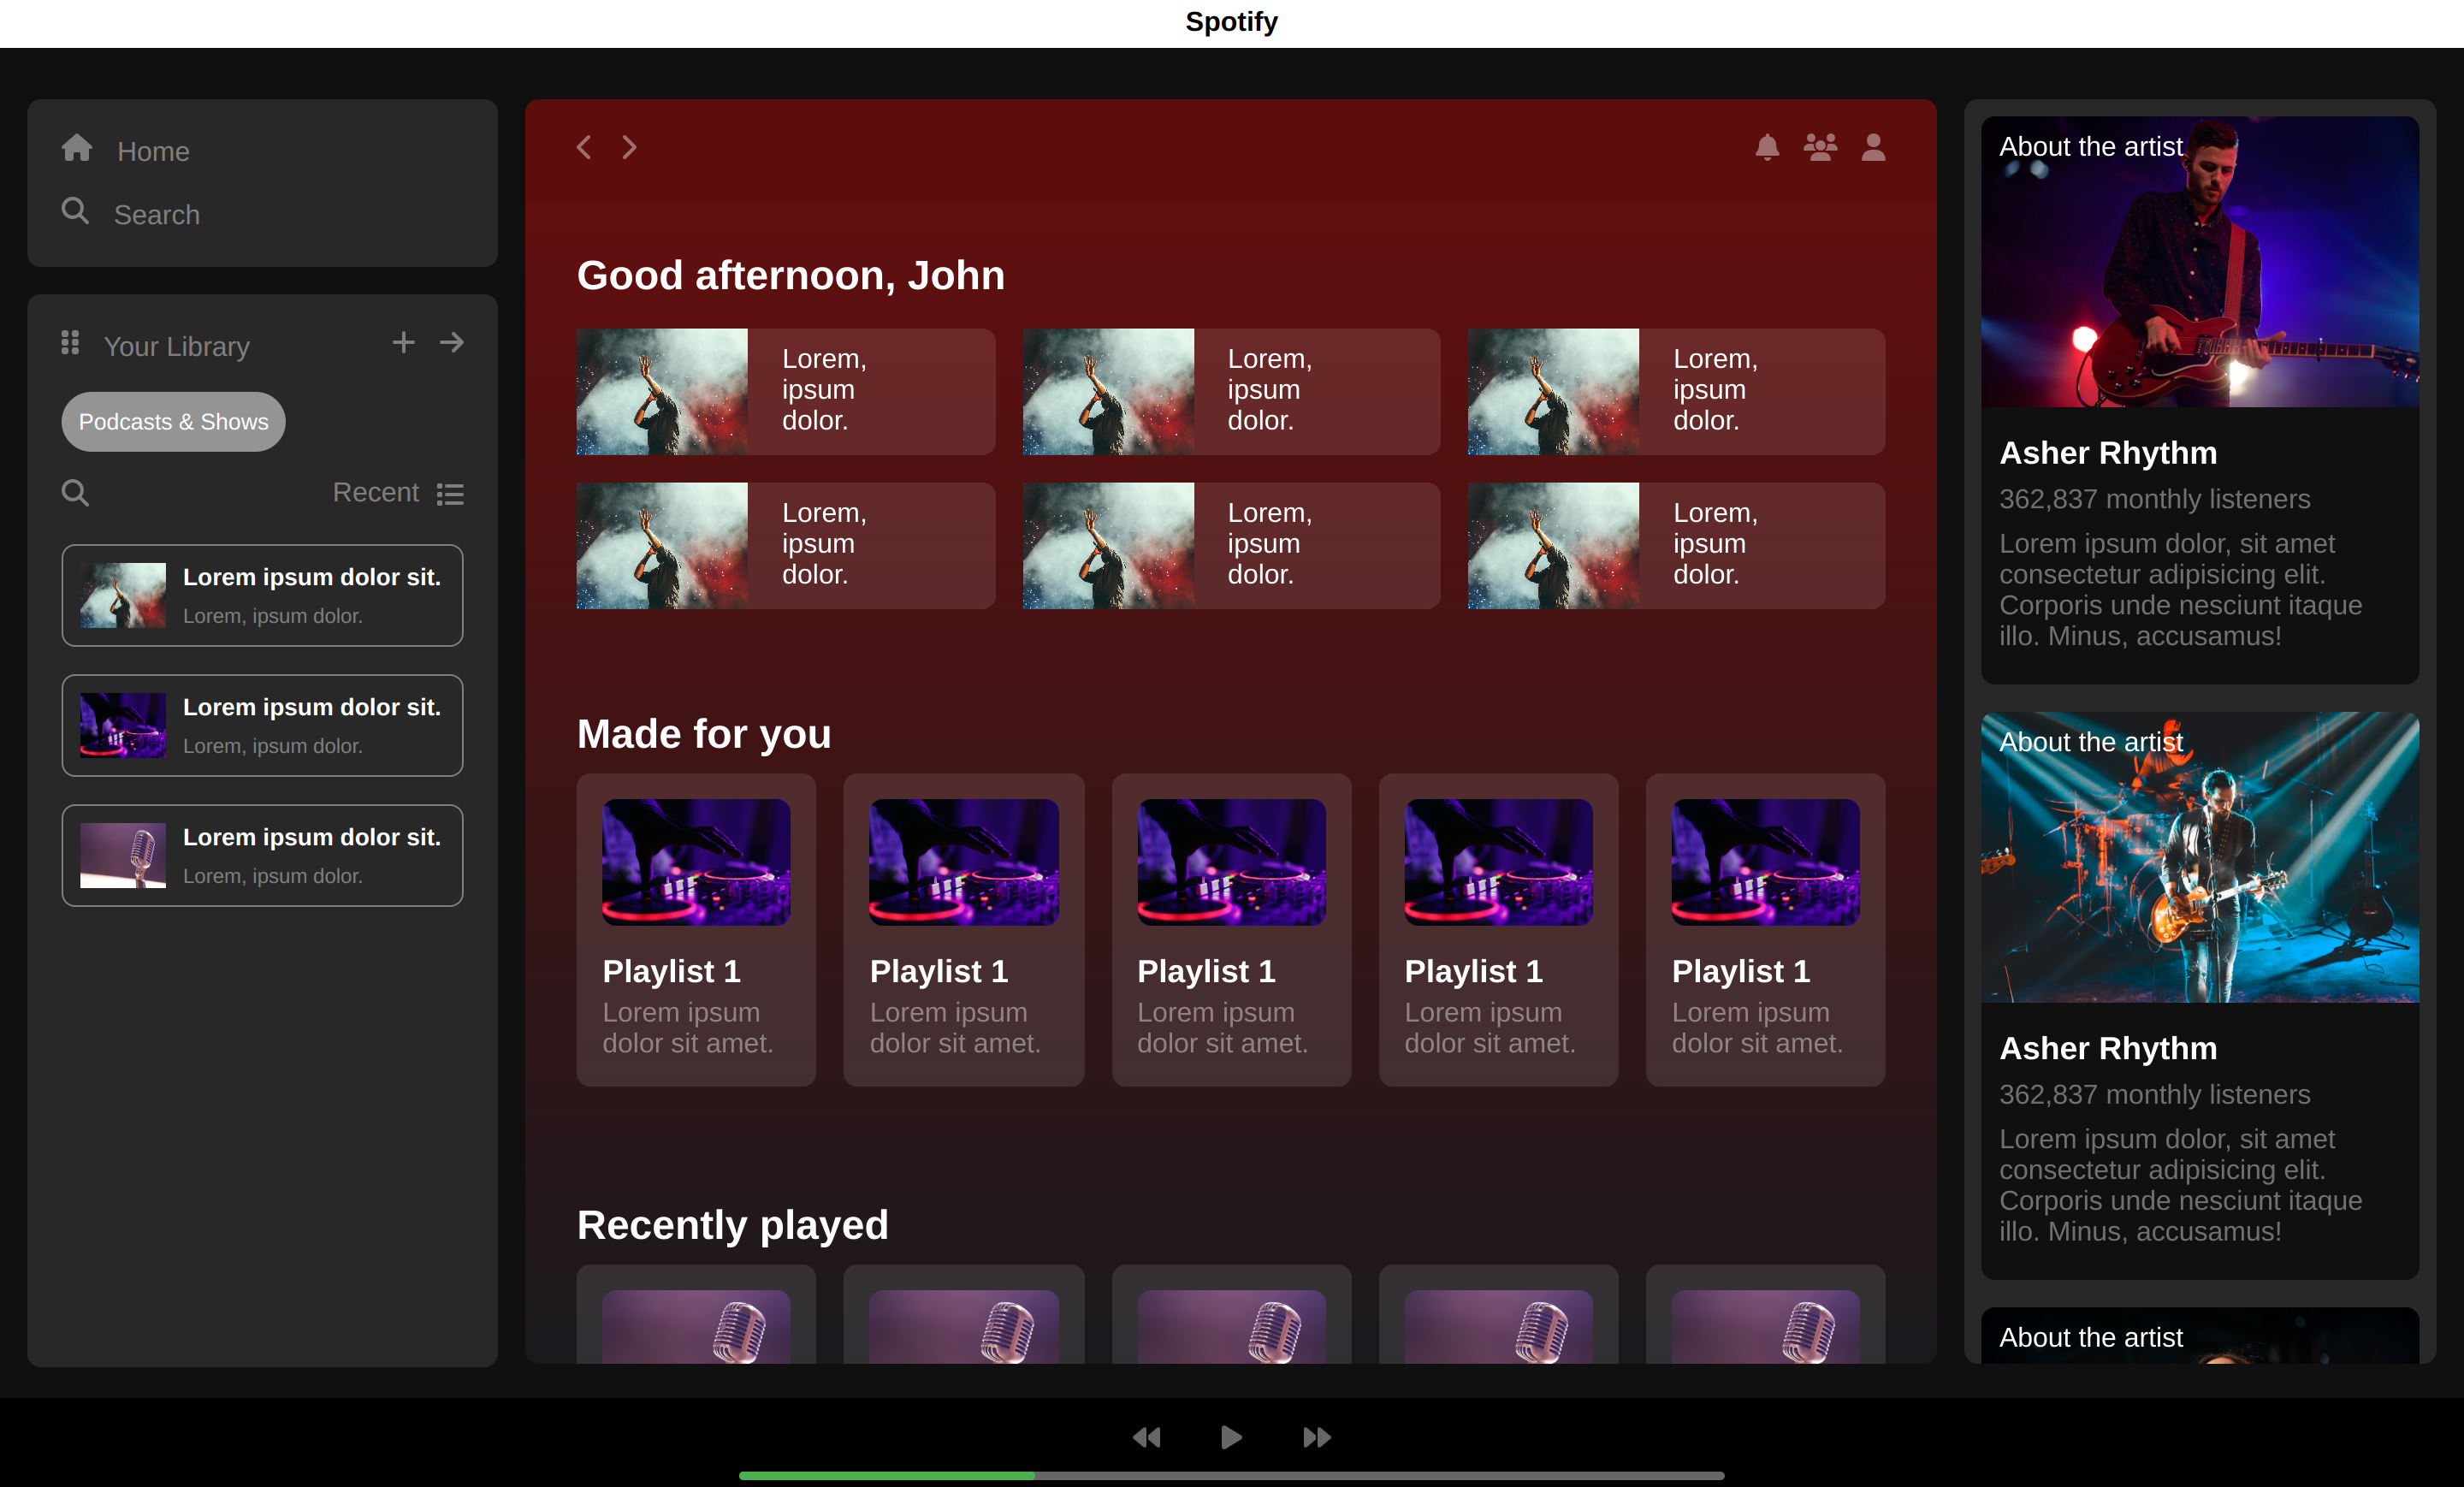 Spotify
Home
Search
Your Library
Podcasts & Shows
Recent
Lorem ipsum dolor sit.
Lorem, ipsum dolor.
Lorem ipsum dolor sit.
Lorem, ipsum dolor.
Lorem ipsum dolor sit.
Lorem, ipsum dolor.
Good afternoon, John
Lorem,
ipsum
dolor.
Lorem,
ipsum
dolor.
Lorem,
ipsum
dolor.
Lorem,
ipsum
dolor.
Lorem,
ipsum
dolor.
Lorem,
ipsum
dolor.
Made for you
Playlist 1
Lorem ipsum
dolor sit amet.
Playlist 1
Lorem ipsum
dolor sit amet.
Playlist 1
Lorem ipsum
dolor sit amet.
Playlist 1
Lorem ipsum
dolor sit amet.
Playlist 1
Lorem ipsum
dolor sit amet.
Recently played
About the artist
Asher Rhythm
362,837 monthly listeners
Lorem ipsum dolor, sit amet
consectetur adipisicing elit.
Corporis unde nesciunt itaque
illo. Minus, accusamus!
About the artist
Asher Rhythm
362,837 monthly listeners
Lorem ipsum dolor, sit amet
consectetur adipisicing elit.
Corporis unde nesciunt itaque
illo. Minus, accusamus!
About the artist